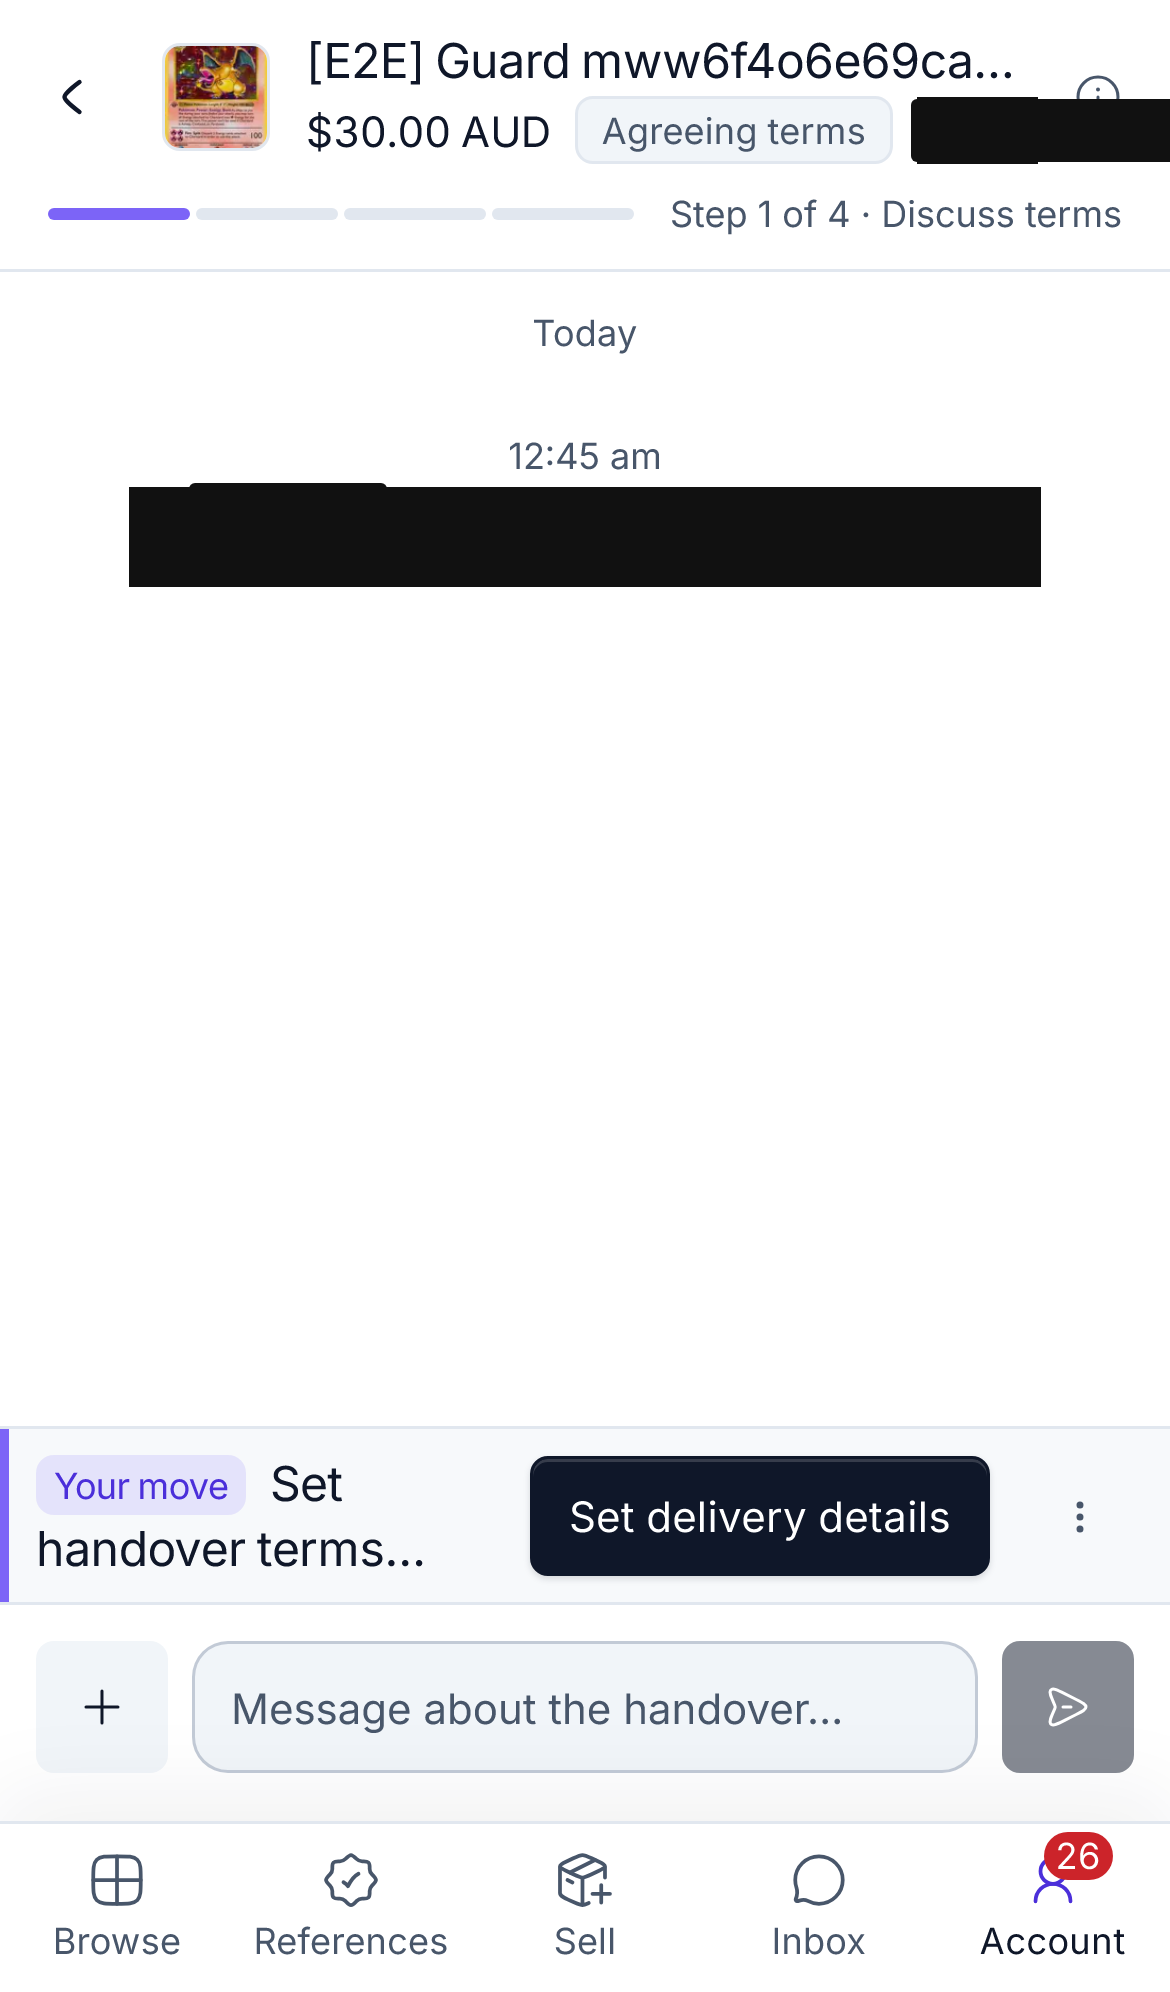 [E2E] Guard mww6f4o6e69ca...
$30.00 AUD Agreeing terms
Step 1 of 4 · Discuss terms
Today
12:45 am
Your move Set
handover terms...
Set delivery details
Message about the handover...
Browse
References
Sell
Inbox
26
Account